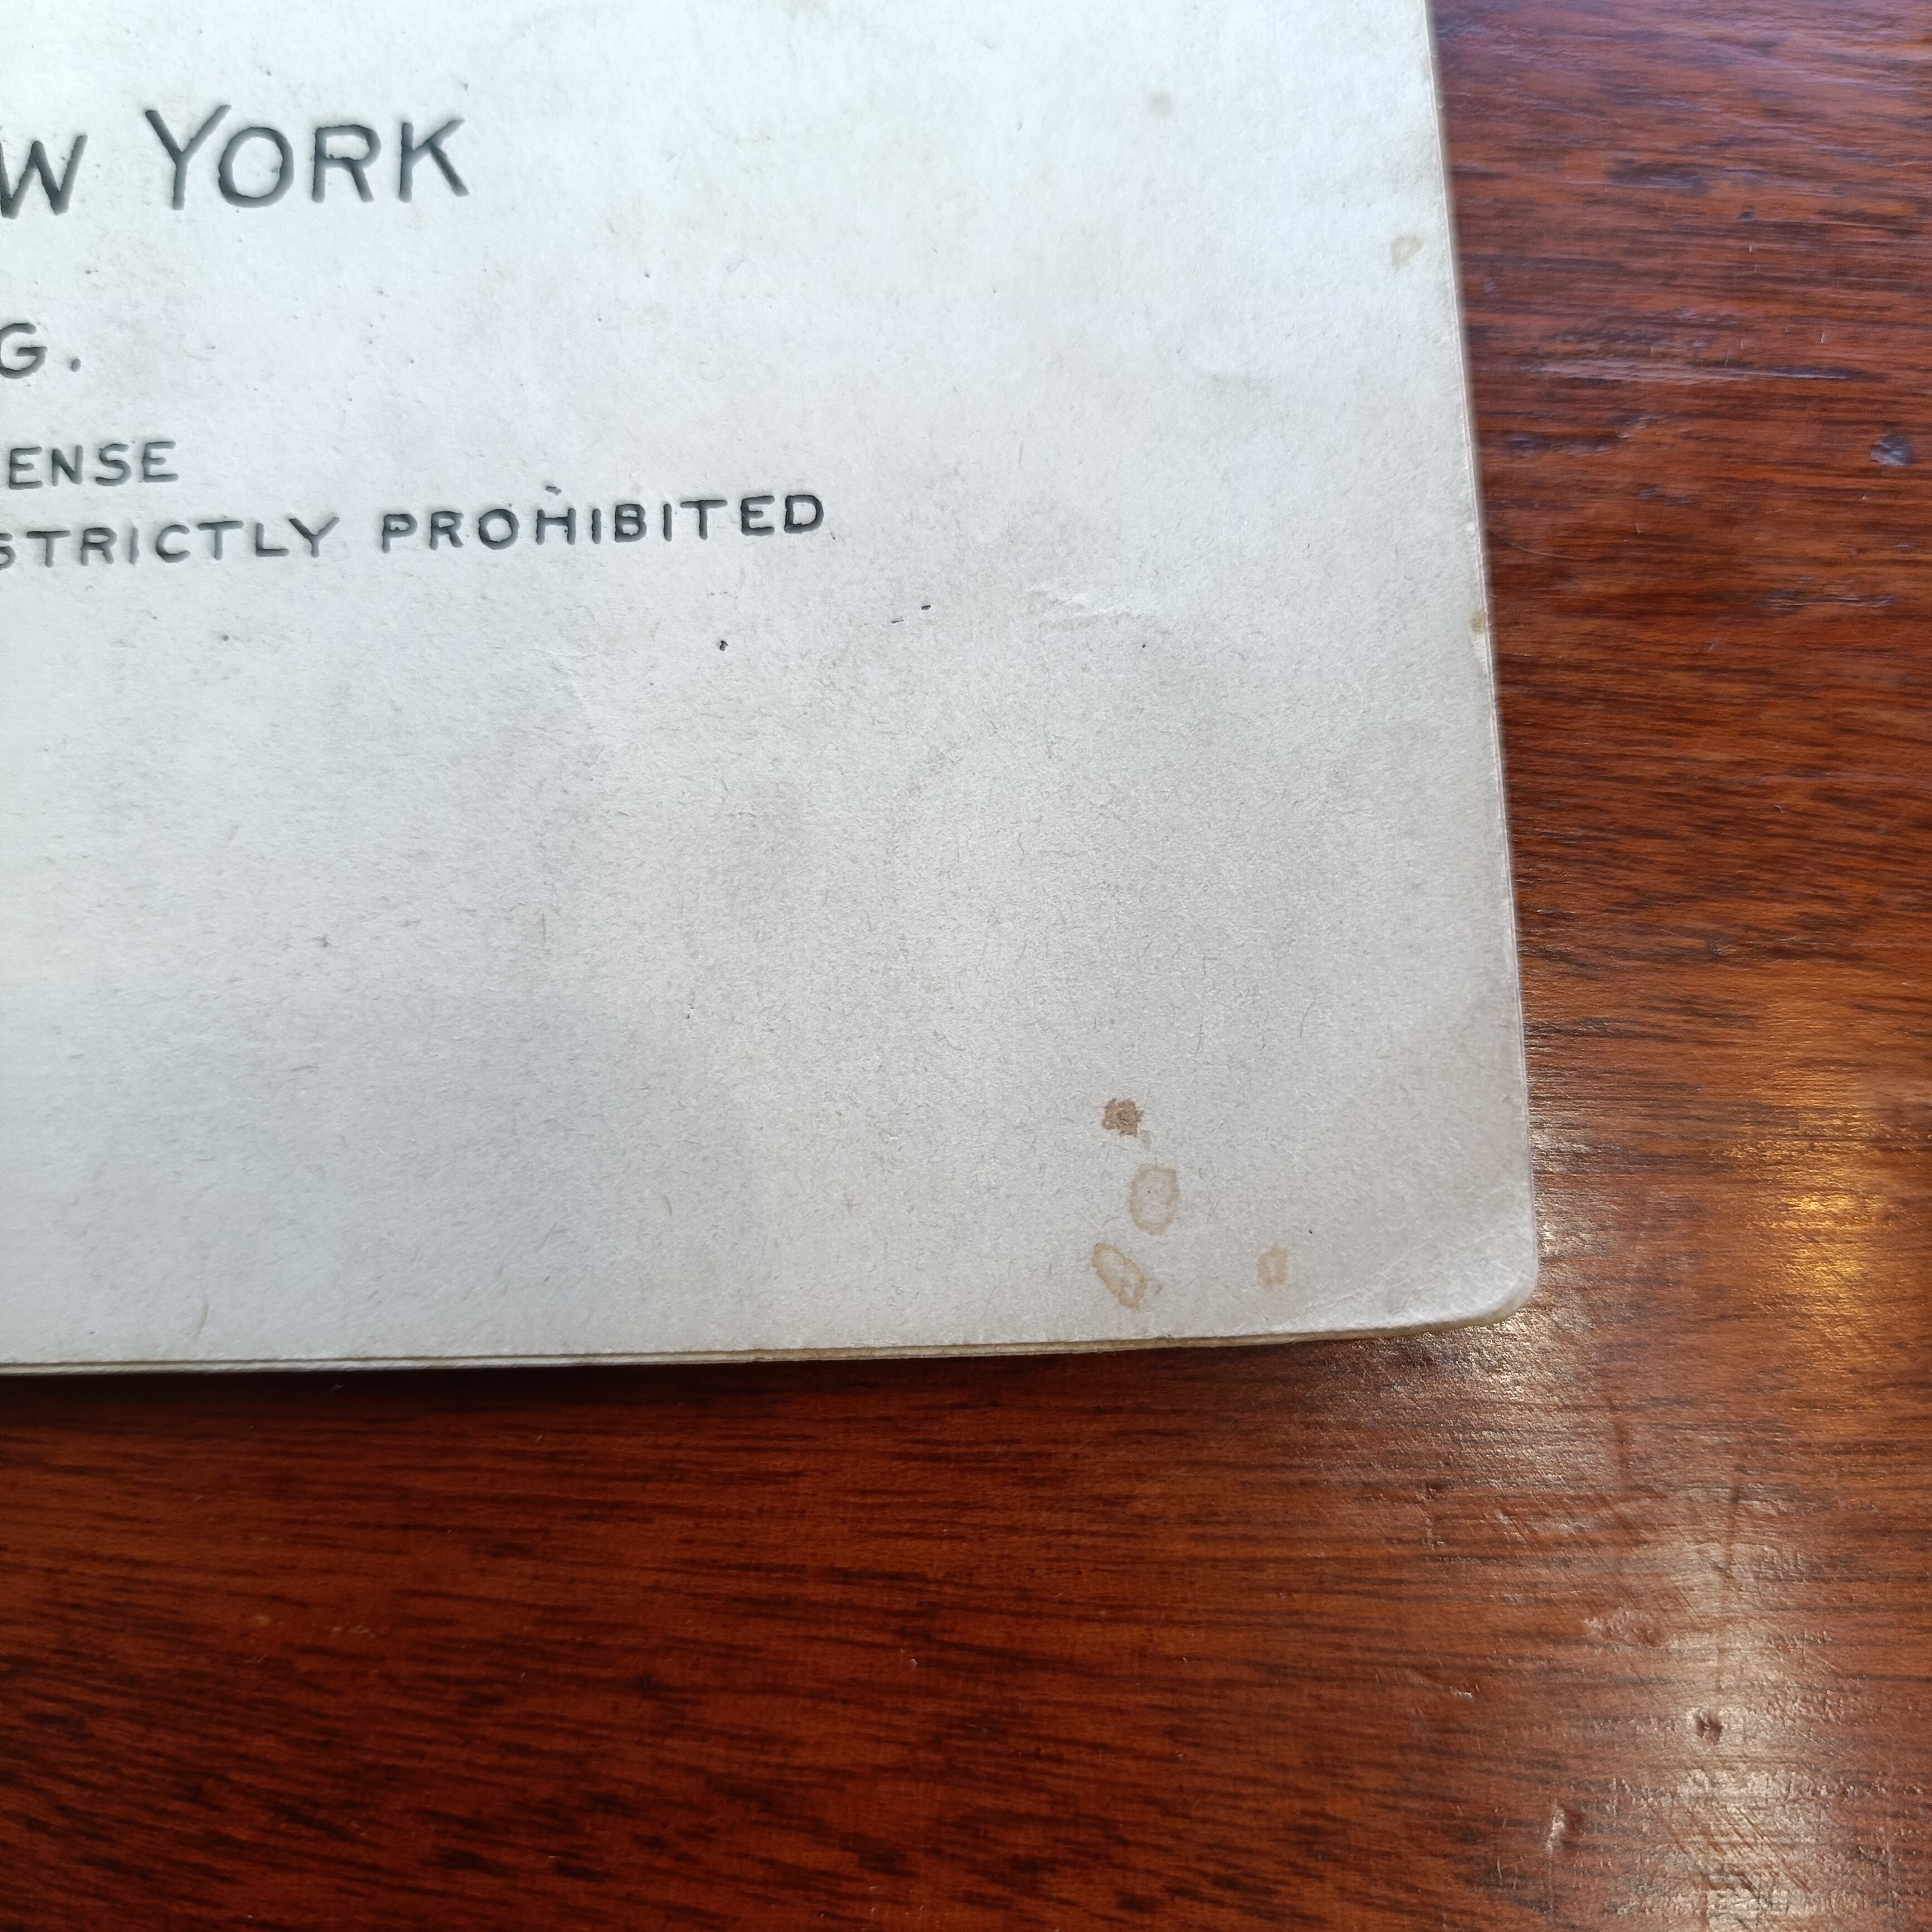 W YORK
G.
ENSE
STRICTLY PROHIBITED